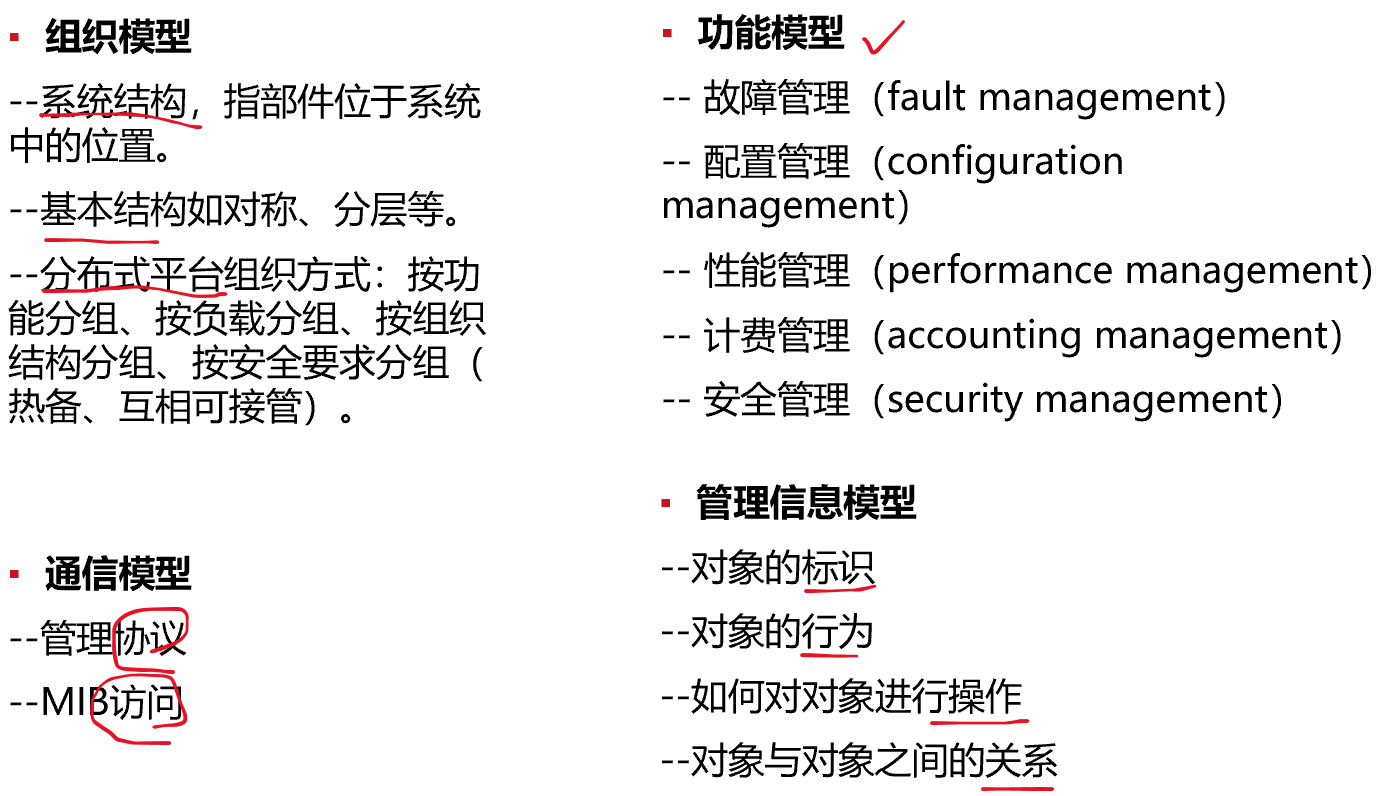 ▪ 组织模型
--系统结构，指部件位于系统
中的位置。
--基本结构如对称、分层等。
--分布式平台组织方式：按功
能分组、按负载分组、按组织
结构分组、按安全要求分组（
热备、互相可接管）。
▪ 通信模型
--管理协议
--MIB访问
▪ 功能模型
-- 故障管理（fault management）
-- 配置管理（configuration
management）
-- 性能管理（performance management）
-- 计费管理（accounting management）
-- 安全管理（security management）
▪ 管理信息模型
--对象的标识
--对象的行为
--如何对对象进行操作
--对象与对象之间的关系